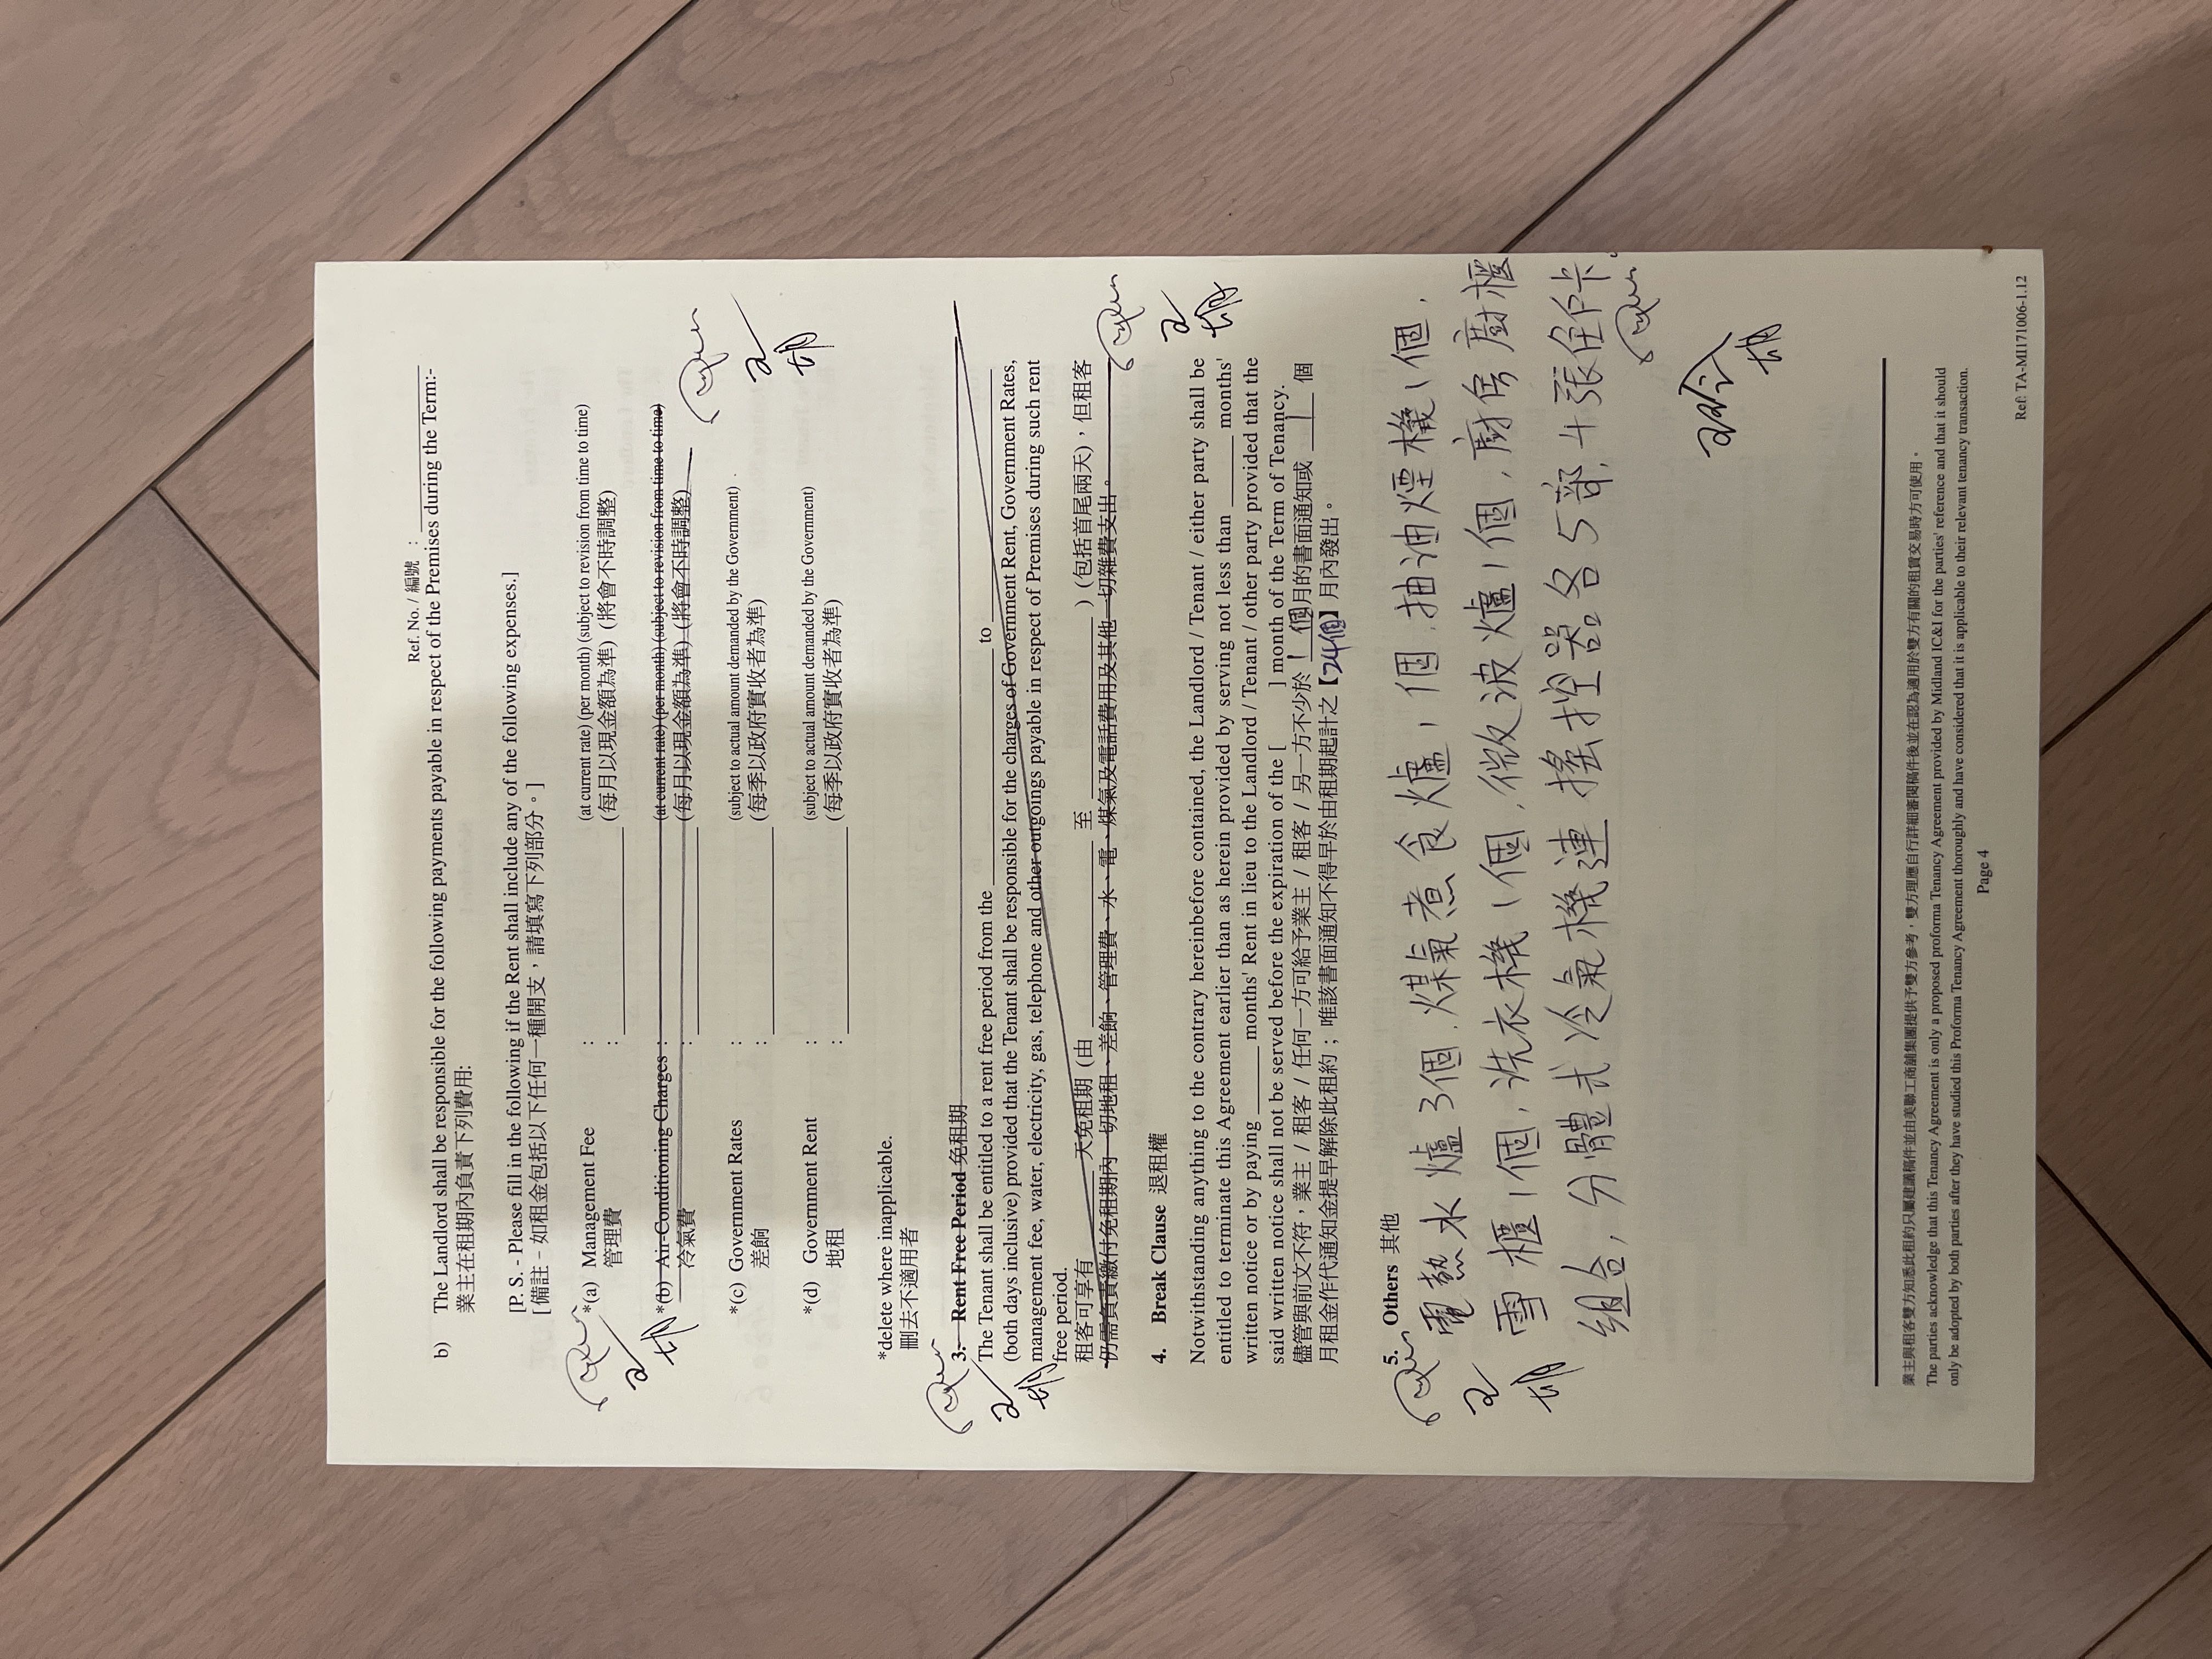 Ref. No. / 編號 :
b) The Landlord shall be responsible for the following payments payable in respect of the Premises during the Term:-
業主在租期內負責下列費用:
[P. S. - Please fill in the following if the Rent shall include any of the following expenses.]
[ 備註 - 如租金包括以下任何一種開支，請填寫下列部分。]
*(a) Management Fee : (at current rate) (per month) (subject to revision from time to time)
管理費 : (每月以現金額為準) (將會不時調整)
*(b) Air-Conditioning Charges : (at current rate) (per month) (subject to revision from time to time)
冷氣費 : (每月以現金額為準) (將會不時調整)
*(c) Government Rates : (subject to actual amount demanded by the Government)
差餉 : (每季以政府實收者為準)
*(d) Government Rent : (subject to actual amount demanded by the Government)
地租 : (每季以政府實收者為準)
*delete where inapplicable.
刪去不適用者
3. Rent Free Period 免租期
The Tenant shall be entitled to a rent free period from the to
(both days inclusive) provided that the Tenant shall be responsible for the charges of Government Rent, Government Rates,
management fee, water, electricity, gas, telephone and other outgoings payable in respect of Premises during such rent
free period.
租客可享有 天免租期 (由 至 ) (包括首尾兩天)，但租客
仍需負責繳付免租期內一切地租、差餉、管理費、水、電、煤氣及電話費用及其他一切雜費支出。
4. Break Clause 退租權
Notwithstanding anything to the contrary hereinbefore contained, the Landlord / Tenant / either party shall be
entitled to terminate this Agreement earlier than as herein provided by serving not less than months'
written notice or by paying months' Rent in lieu to the Landlord / Tenant / other party provided that the
said written notice shall not be served before the expiration of the [ ] month of the Term of Tenancy.
儘管與前文不符，業主 / 租客 / 任何一方可給予業主 / 租客 / 另一方不少於 1個月的書面通知或 1 個
月租金作代通知金提早解除此租約；唯該書面通知不得早於由租期起計之【24個】月內發出。
5. Others 其他
電熱水爐3個, 煤氣煮食爐1個, 抽油煙機1個,
雪櫃1個, 洗衣機1個, 微波爐1個, 廚房廚櫃
組合, 分體式冷氣機連搖控器各5部, 4張住戶卡
業主與租客雙方知悉此租約只屬建議稿件並由美聯工商舖集團提供予雙方參考，雙方理應自行詳細審閱稿件後並在認為適用於雙方有關的租賃交易時方可使用。
The parties acknowledge that this Tenancy Agreement is only a proposed proforma Tenancy Agreement provided by Midland IC&I for the parties' reference and that it should
only be adopted by both parties after they have studied this Proforma Tenancy Agreement thoroughly and have considered that it is applicable to their relevant tenancy transaction.
Page 4
Ref: TA-MI171006-1.12